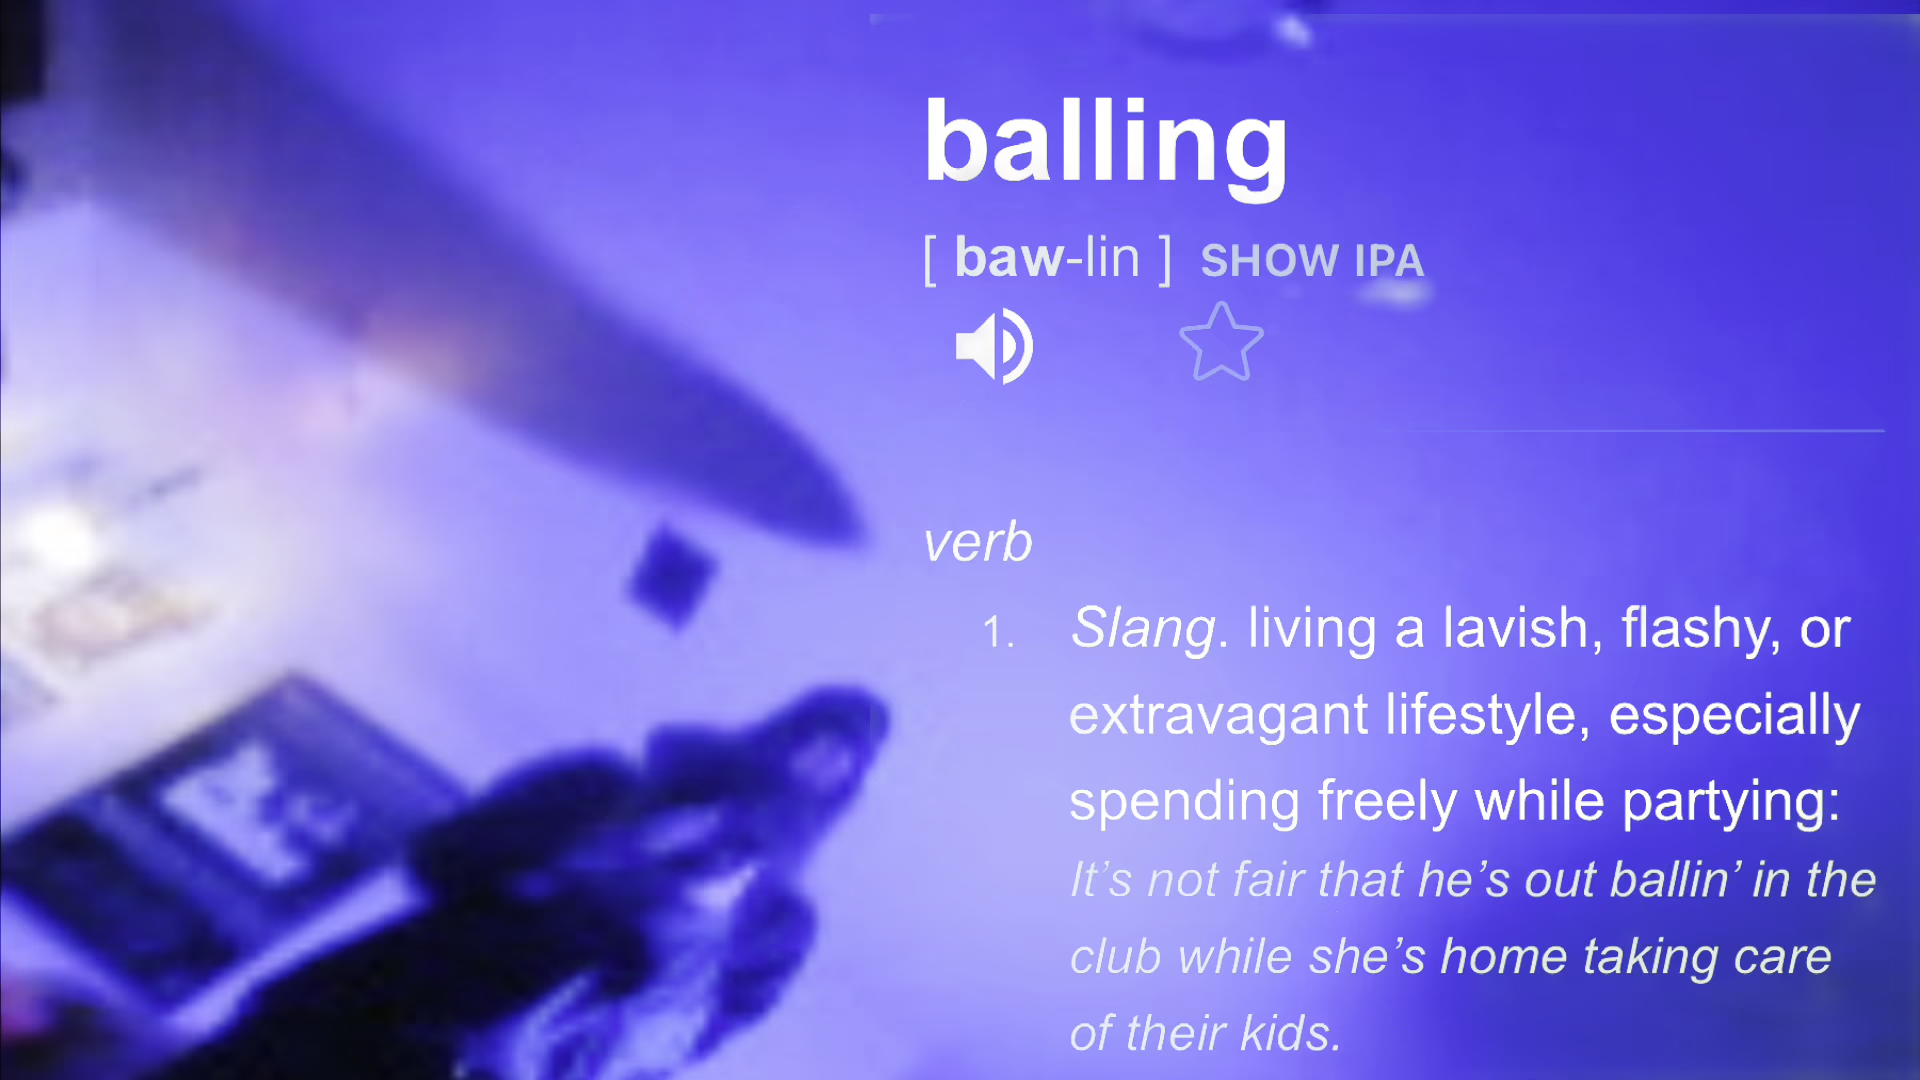 balling
[ baw-lin ] SHOW IPA
verb
1. Slang. living a lavish, flashy, or
extravagant lifestyle, especially
spending freely while partying:
It’s not fair that he’s out ballin’ in the
club while she’s home taking care
of their kids.